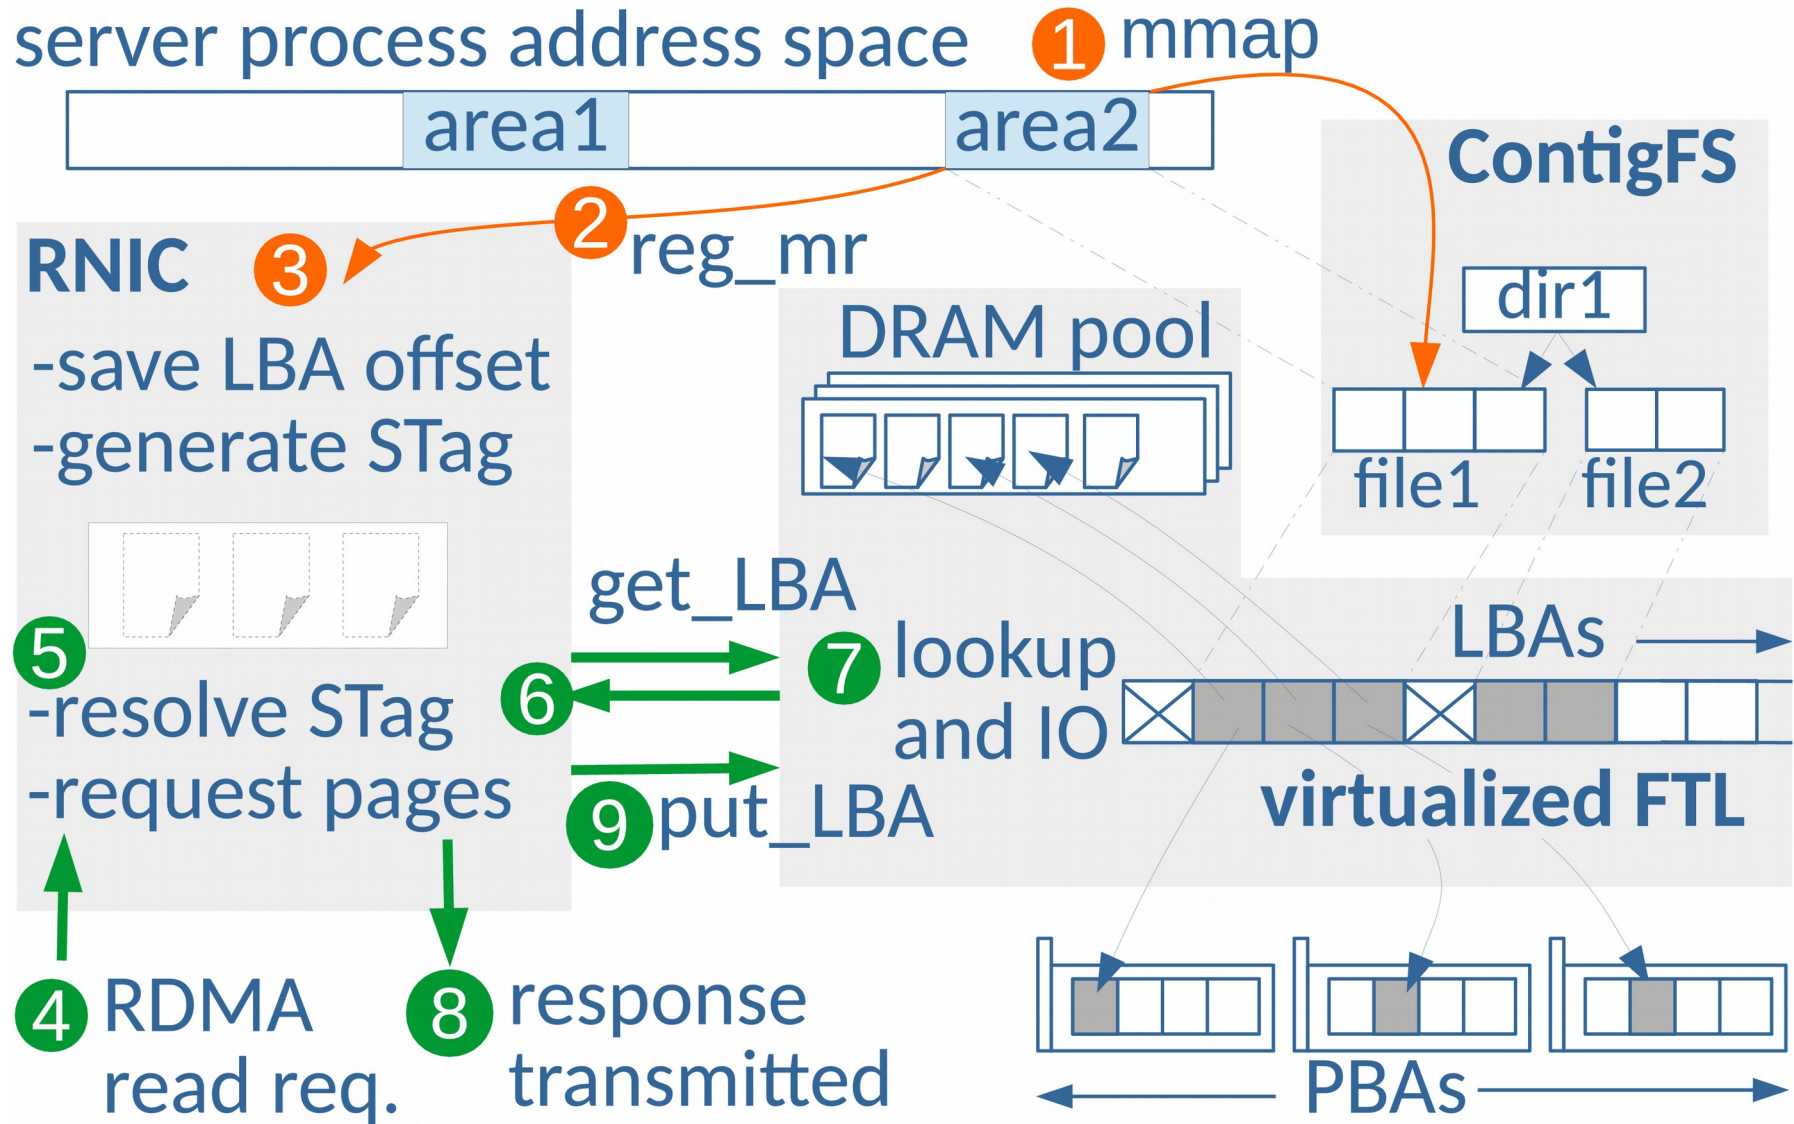 server process address space
1
mmap
area1
area2
ContigFS
2
reg_mr
RNIC
3
-save LBA offset
-generate STag
DRAM pool
dir1
file1
file2
5
-resolve STag
-request pages
get_LBA
6
9
put_LBA
7
lookup
and IO
LBAs
virtualized FTL
4
RDMA
read req.
8
response
transmitted
PBAs